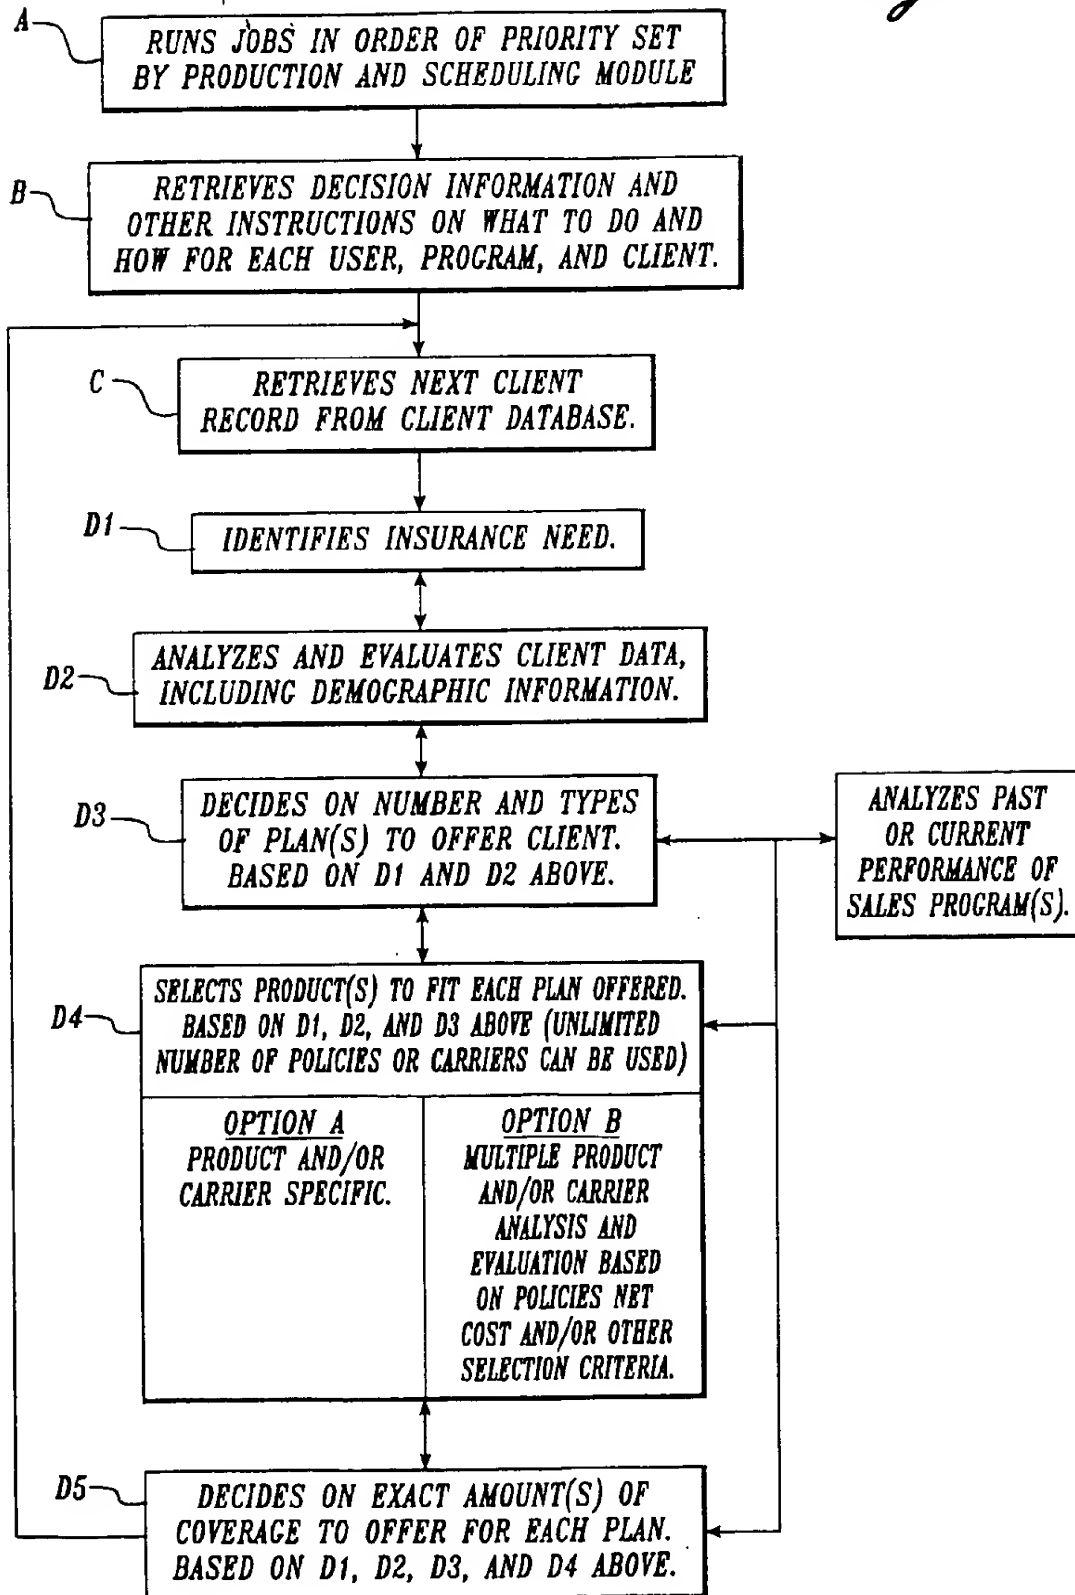 A
RUNS JOBS IN ORDER OF PRIORITY SET
BY PRODUCTION AND SCHEDULING MODULE
B
RETRIEVES DECISION INFORMATION AND
OTHER INSTRUCTIONS ON WHAT TO DO AND
HOW FOR EACH USER, PROGRAM, AND CLIENT.
C
RETRIEVES NEXT CLIENT
RECORD FROM CLIENT DATABASE.
D1
IDENTIFIES INSURANCE NEED.
D2
ANALYZES AND EVALUATES CLIENT DATA,
INCLUDING DEMOGRAPHIC INFORMATION.
D3
DECIDES ON NUMBER AND TYPES
OF PLAN(S) TO OFFER CLIENT.
BASED ON D1 AND D2 ABOVE.
ANALYZES PAST
OR CURRENT
PERFORMANCE OF
SALES PROGRAM(S).
D4
SELECTS PRODUCT(S) TO FIT EACH PLAN OFFERED.
BASED ON D1, D2, AND D3 ABOVE (UNLIMITED
NUMBER OF POLICIES OR CARRIERS CAN BE USED)
OPTION A
PRODUCT AND/OR
CARRIER SPECIFIC.
OPTION B
MULTIPLE PRODUCT
AND/OR CARRIER
ANALYSIS AND
EVALUATION BASED
ON POLICIES NET
COST AND/OR OTHER
SELECTION CRITERIA.
D5
DECIDES ON EXACT AMOUNT(S) OF
COVERAGE TO OFFER FOR EACH PLAN.
BASED ON D1, D2, D3, AND D4 ABOVE.